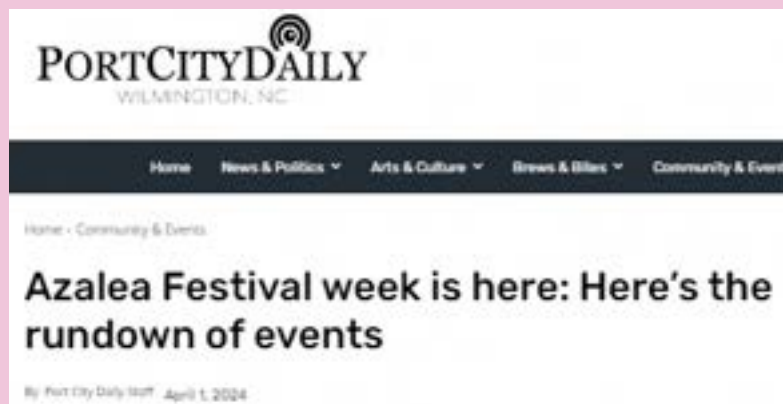 PORTCITYDAILY
WILMINGTON, NC
Home News & Politics Arts & Culture Brews & Bites Community & Event
Home › Community & Events
Azalea Festival week is here: Here's the
rundown of events
By Port City Daily Staff April 1, 2024